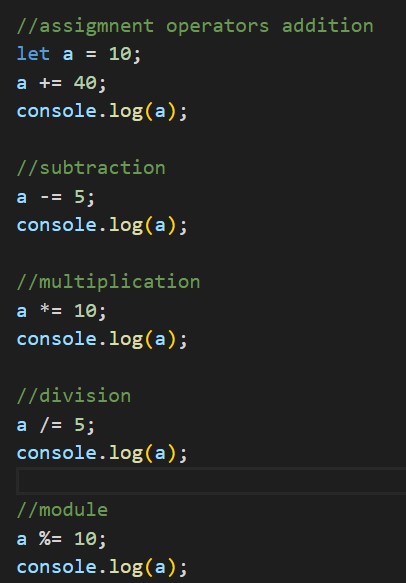 //assigmnent operators addition
let a = 10;
a += 40;
console.log(a);
//subtraction
a -= 5;
console.log(a);
//multiplication
a *= 10;
console.log(a);
//division
a /= 5;
console.log(a);
//module
a %= 10;
console.log(a);